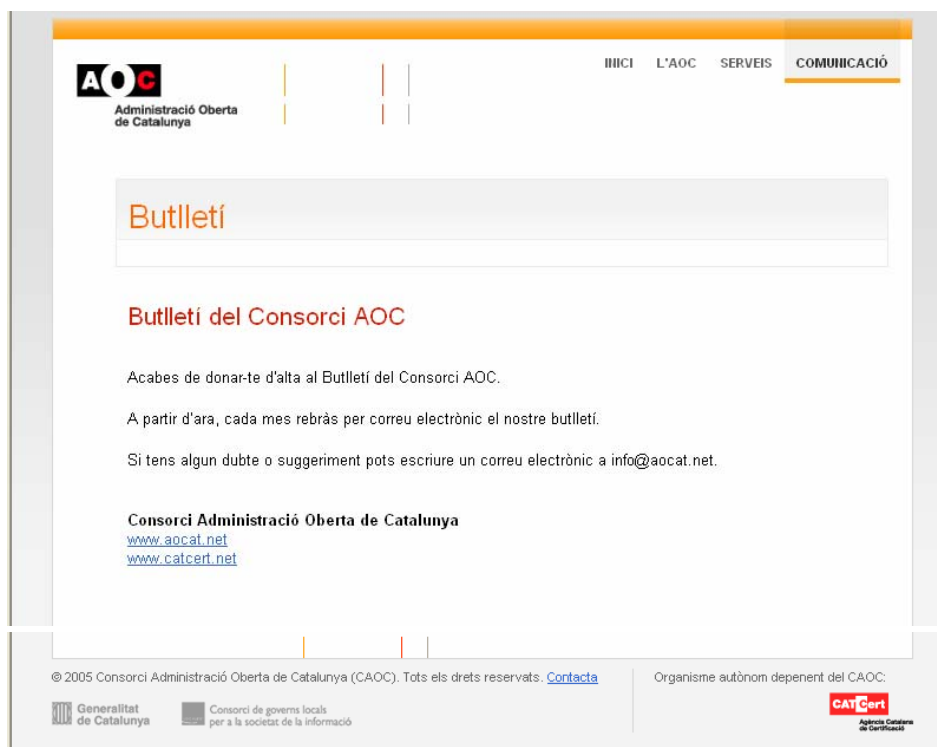 INICI L'AOC SERVEIS COMUNICACIÓ
AOC
Administració Oberta
de Catalunya
Butlletí
Butlletí del Consorci AOC
Acabes de donar-te d'alta al Butlletí del Consorci AOC.
A partir d'ara, cada mes rebràs per correu electrònic el nostre butlletí.
Si tens algun dubte o suggeriment pots escriure un correu electrònic a info@aocat.net.
Consorci Administració Oberta de Catalunya
www.aocat.net
www.catcert.net
© 2005 Consorci Administració Oberta de Catalunya (CAOC). Tots els drets reservats. Contacta
Organisme autònom depenent del CAOC:
Generalitat
de Catalunya
Consorci de governs locals
per a la societat de la informació
CATCert
Agència Catalana
de Certificació